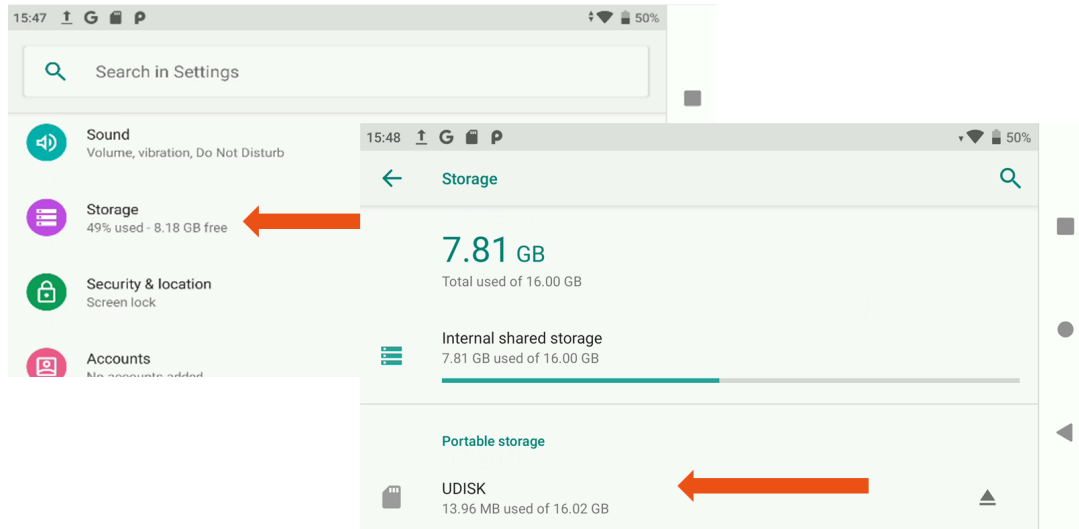 15:47
50%
Search in Settings
Sound
Volume, vibration, Do Not Disturb
Storage
49% used - 8.18 GB free
Security & location
Screen lock
Accounts
No accounts added
15:48
50%
Storage
7.81 GB
Total used of 16.00 GB
Internal shared storage
7.81 GB used of 16.00 GB
Portable storage
UDISK
13.96 MB used of 16.02 GB